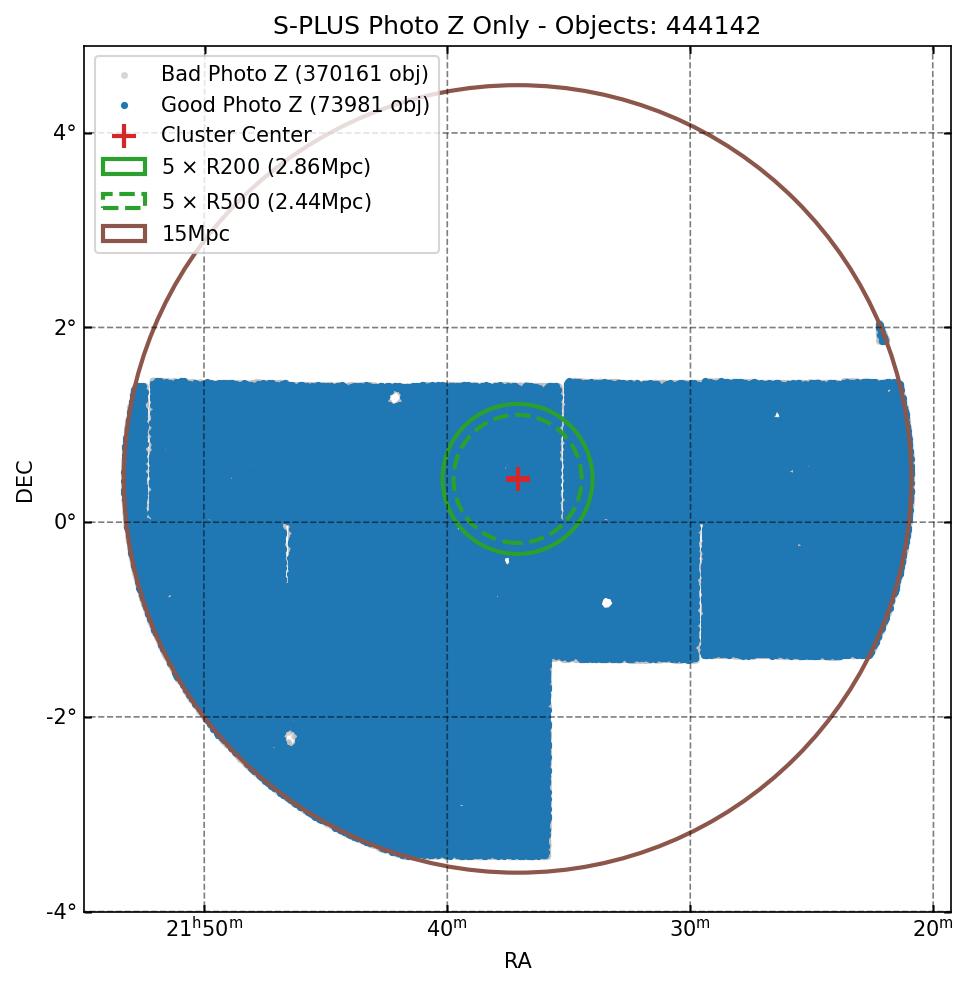 S-PLUS Photo Z Only - Objects: 444142
Bad Photo Z (370161 obj)
Good Photo Z (73981 obj)
Cluster Center
5 × R200 (2.86Mpc)
5 × R500 (2.44Mpc)
15Mpc
4°
2°
0°
-2°
-4°
DEC
21ʰ50ᵐ
40ᵐ
30ᵐ
20ᵐ
RA